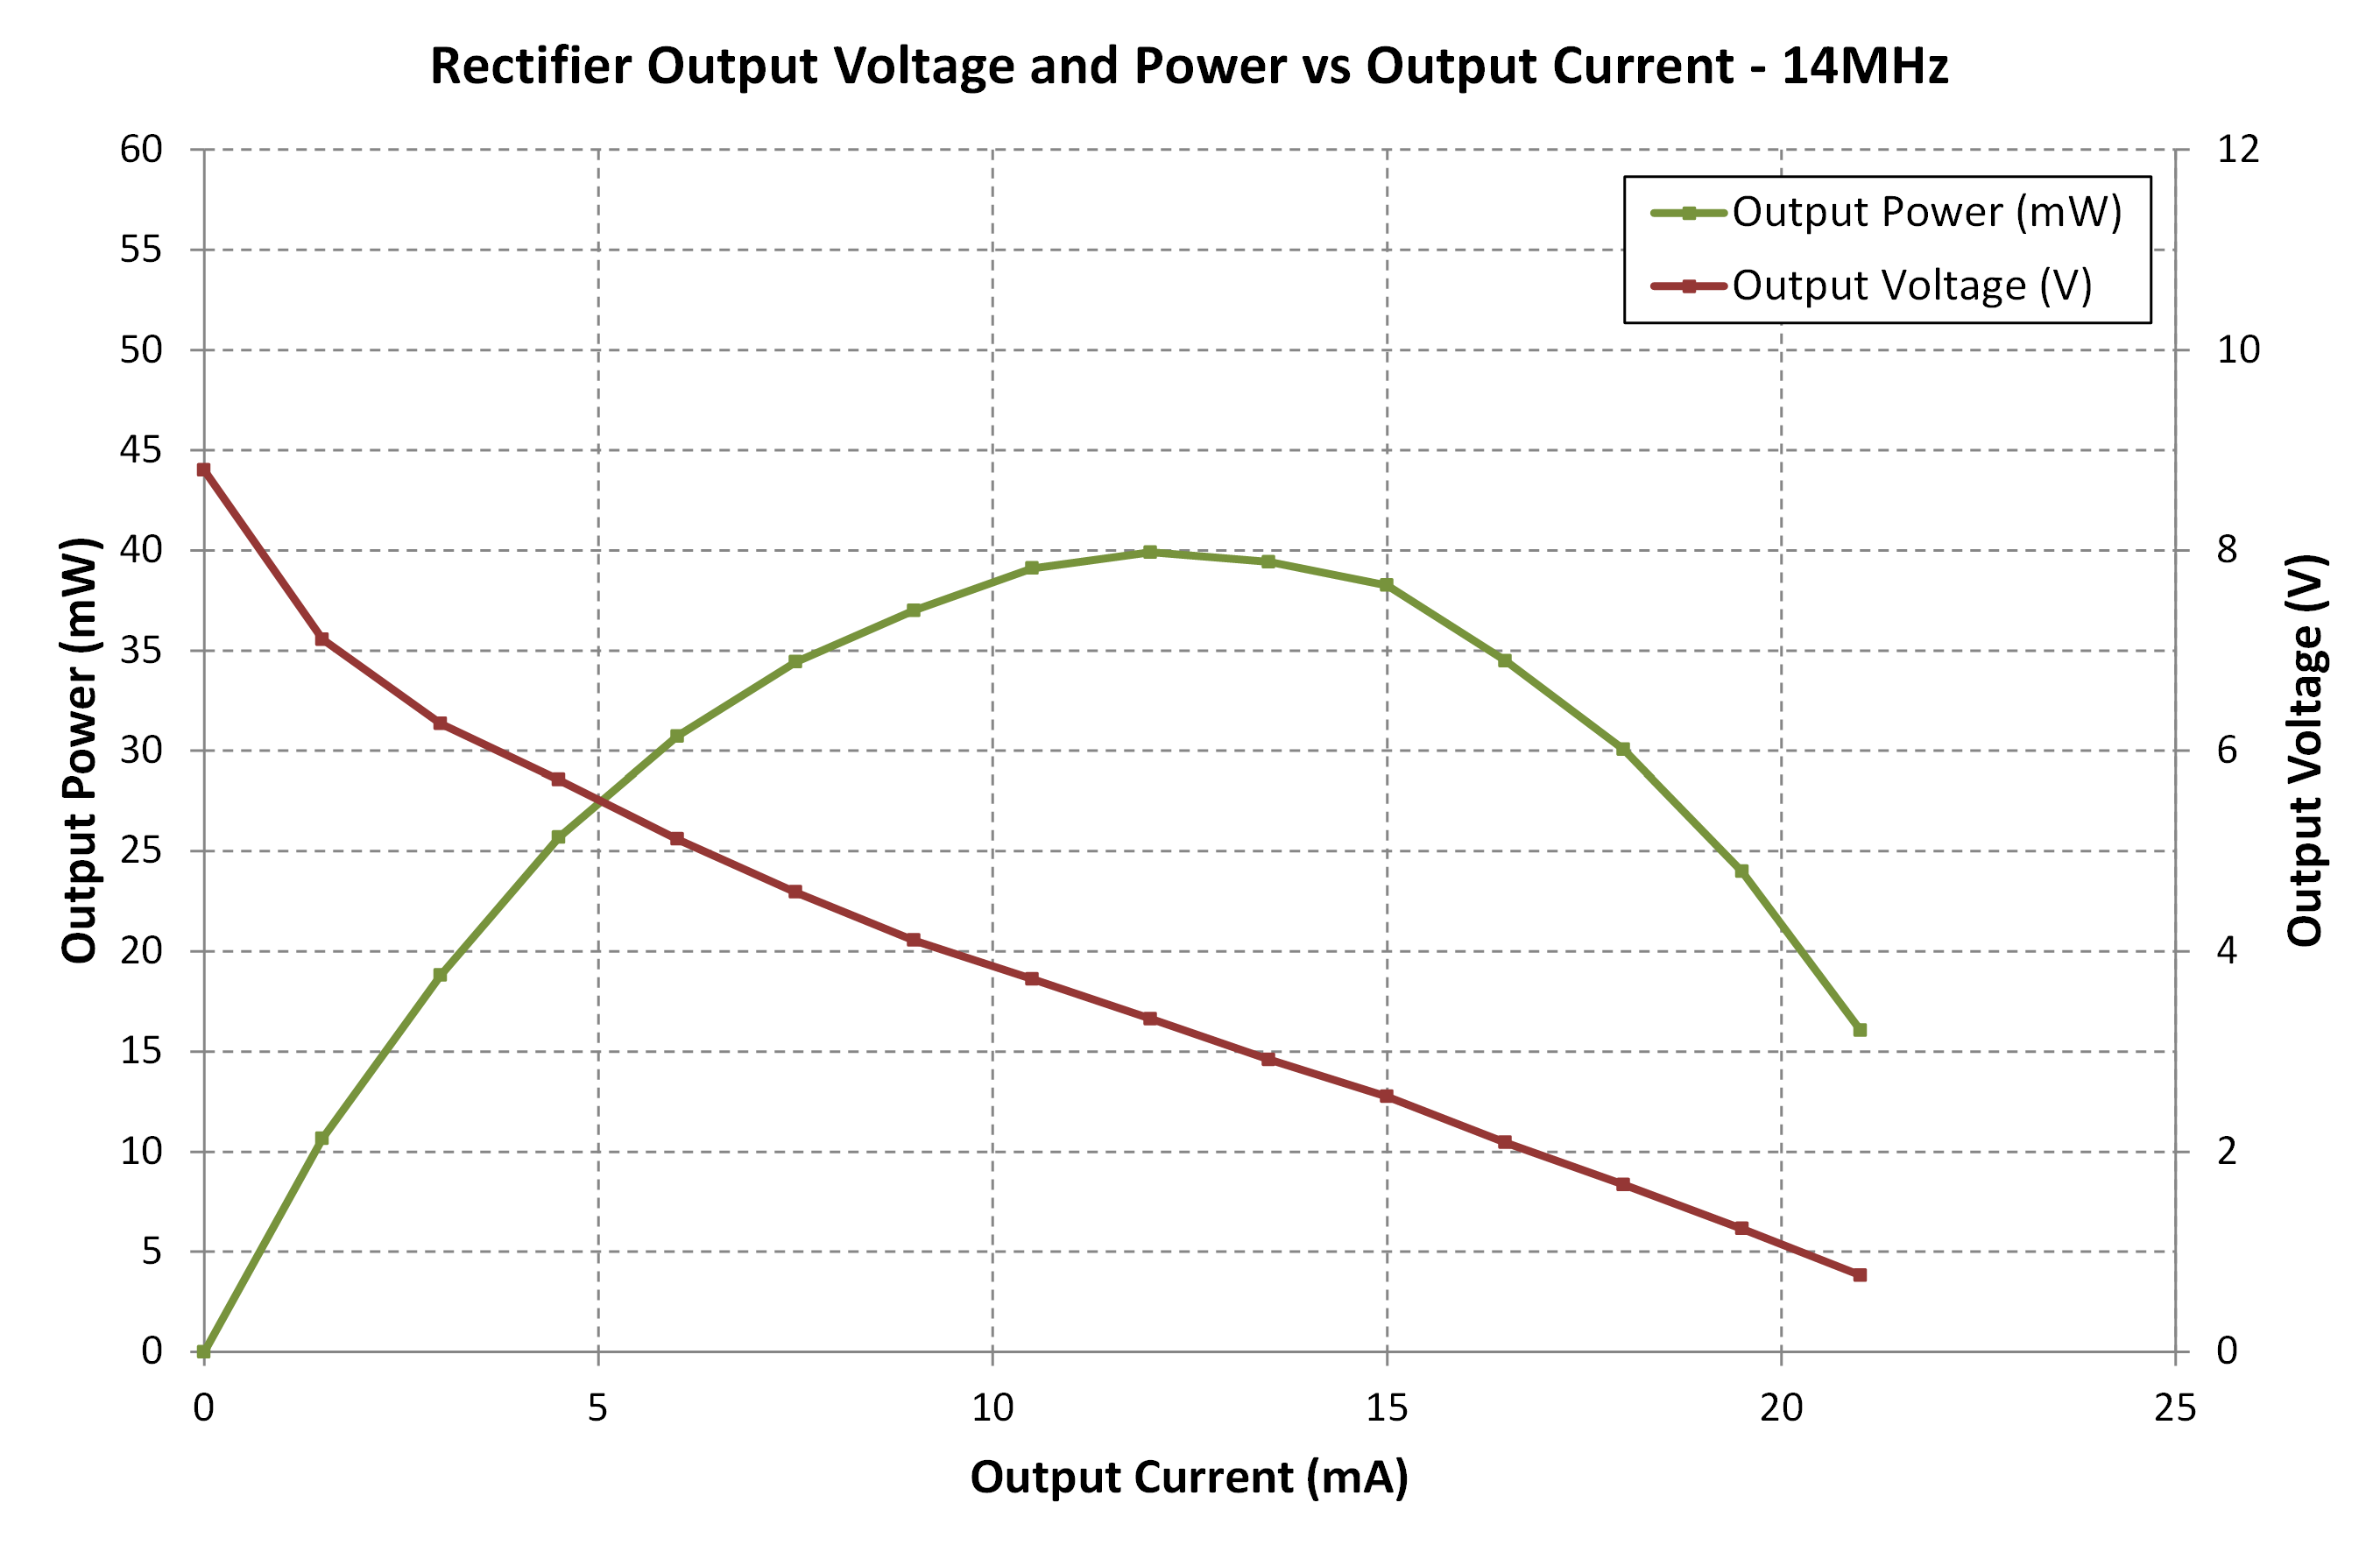 Rectifier Output Voltage and Power vs Output Current - 14MHz
Output Power (mW)
Output Voltage (V)
60
55
50
45
40
35
30
25
20
15
10
5
0
Output Power (mW)
12
10
8
6
4
2
0
Output Voltage (V)
0 5 10 15 20 25
Output Current (mA)